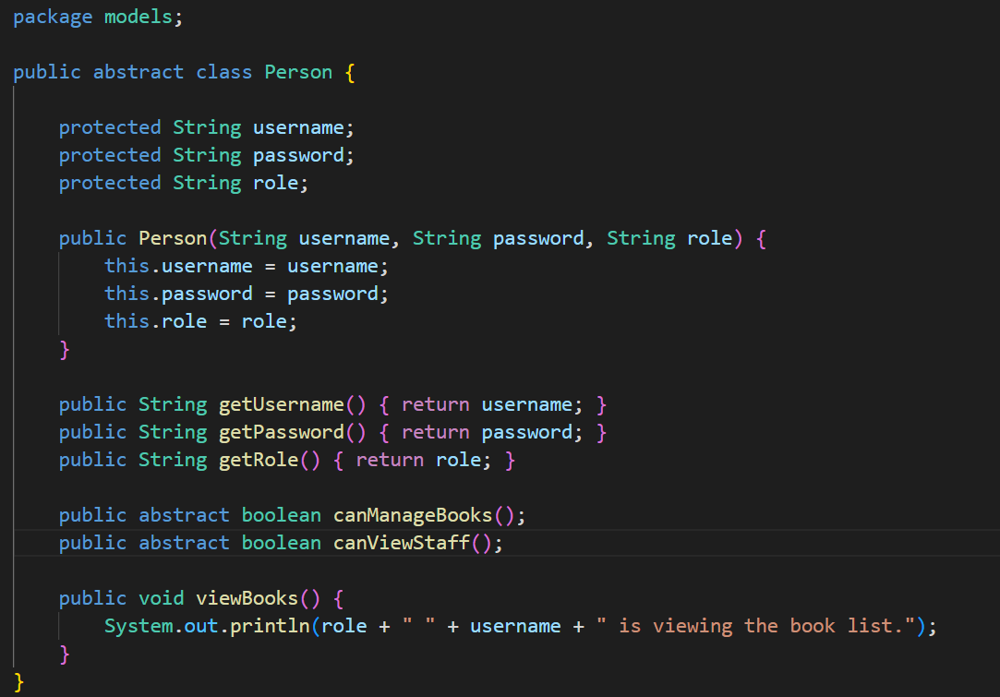 package models;
public abstract class Person {
protected String username;
protected String password;
protected String role;
public Person(String username, String password, String role) {
this.username = username;
this.password = password;
this.role = role;
}
public String getUsername() { return username; }
public String getPassword() { return password; }
public String getRole() { return role; }
public abstract boolean canManageBooks();
public abstract boolean canViewStaff();
public void viewBooks() {
System.out.println(role + " " + username + " is viewing the book list.");
}
}